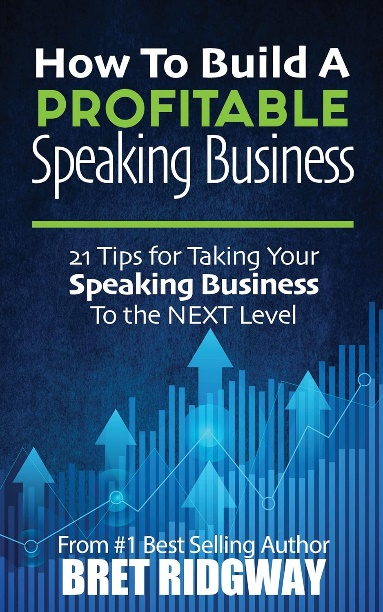 How To Build A
PROFITABLE
Speaking Business
21 Tips for Taking Your
Speaking Business
To the NEXT Level
From #1 Best Selling Author
BRET RIDGWAY